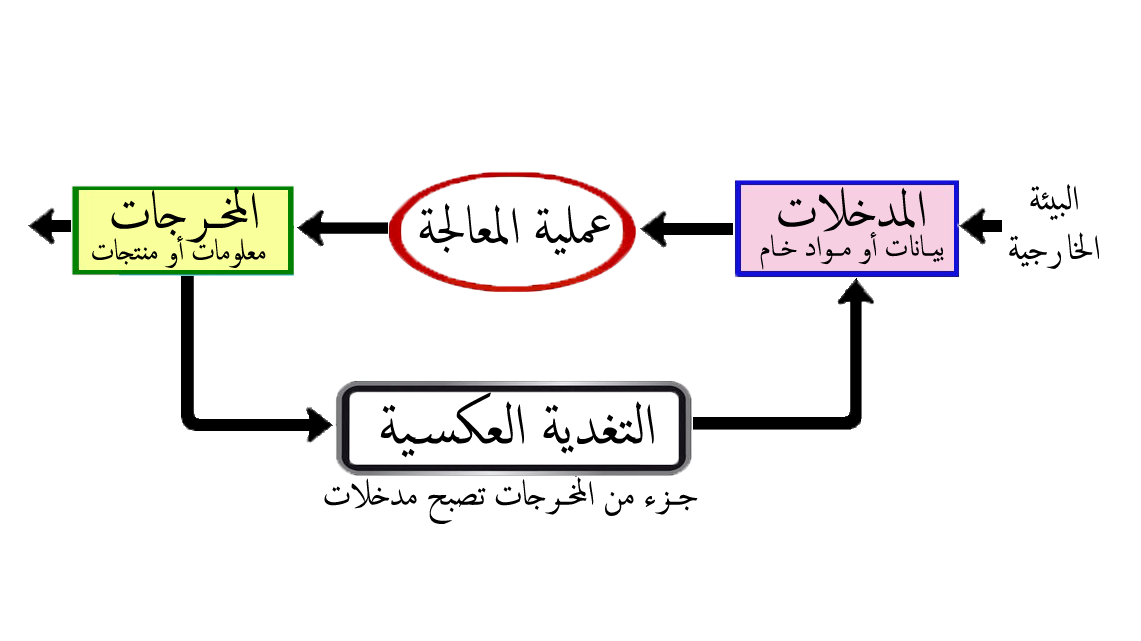 البيئة
الخارجية
المدخلات
بيانات أو مواد خام
عملية المعالجة
المخرجات
معلومات أو منتجات
التغدية العكسية
جزء من المخرجات تصبح مدخلات